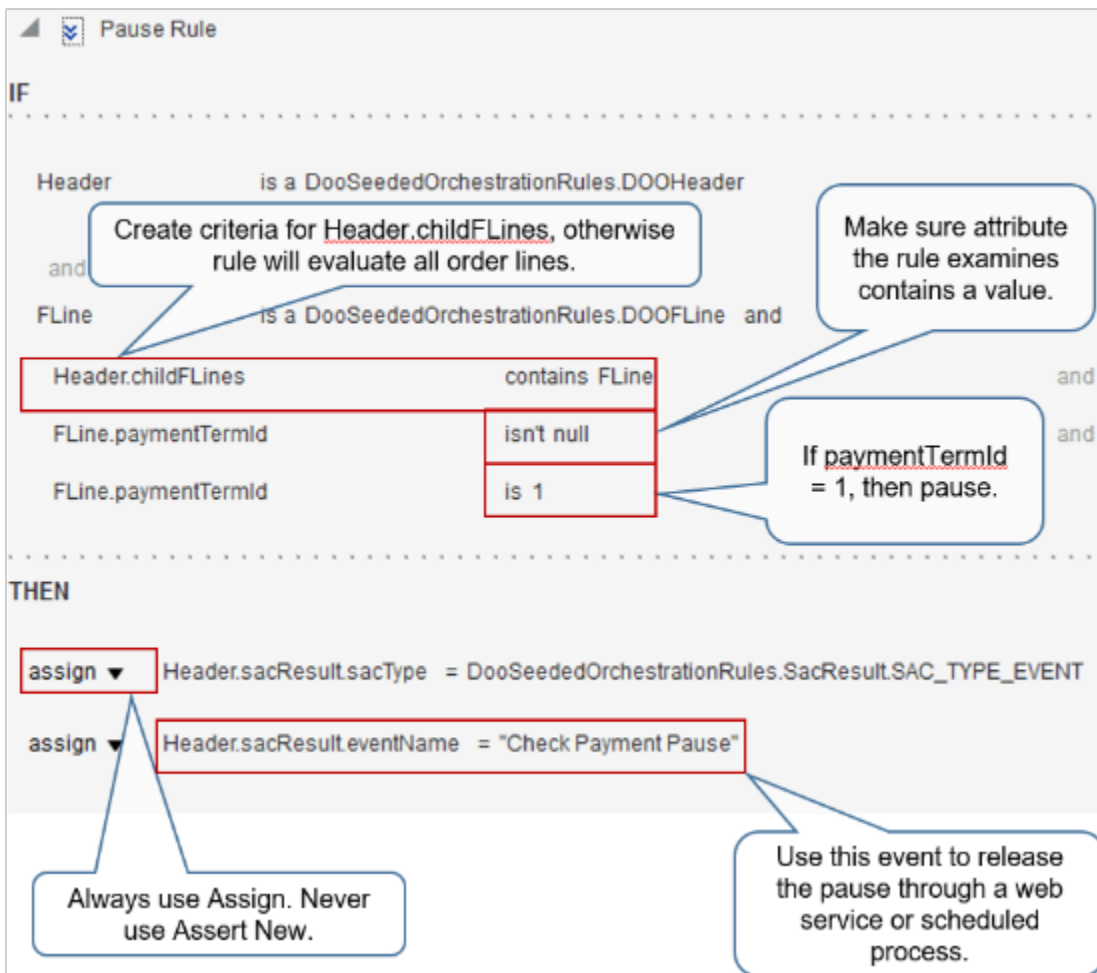 Pause Rule
IF
Header is a DooSeededOrchestrationRules.DOOHeader
Create criteria for Header.childFLines, otherwise
rule will evaluate all order lines.
Make sure attribute
the rule examines
contains a value.
and
FLine is a DooSeededOrchestrationRules.DOOFLine and
Header.childFLines contains FLine and
FLine.paymentTermId isn't null and
FLine.paymentTermId is 1
If paymentTermId
= 1, then pause.
THEN
assign Header.sacResult.sacType = DooSeededOrchestrationRules.SacResult.SAC_TYPE_EVENT
assign Header.sacResult.eventName = "Check Payment Pause"
Always use Assign. Never
use Assert New.
Use this event to release
the pause through a web
service or scheduled
process.